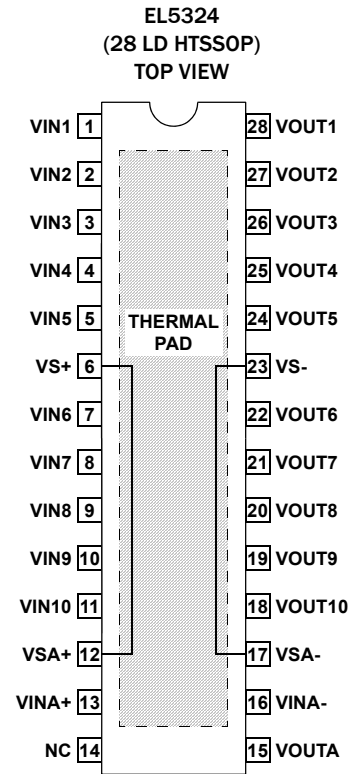 EL5324
(28 LD HTSSOP)
TOP VIEW
VIN1 1 28 VOUT1
VIN2 2 27 VOUT2
VIN3 3 26 VOUT3
VIN4 4 25 VOUT4
VIN5 5 24 VOUT5
THERMAL
PAD
VS+ 6 23 VS-
VIN6 7 22 VOUT6
VIN7 8 21 VOUT7
VIN8 9 20 VOUT8
VIN9 10 19 VOUT9
VIN10 11 18 VOUT10
VSA+ 12 17 VSA-
VINA+ 13 16 VINA-
NC 14 15 VOUTA